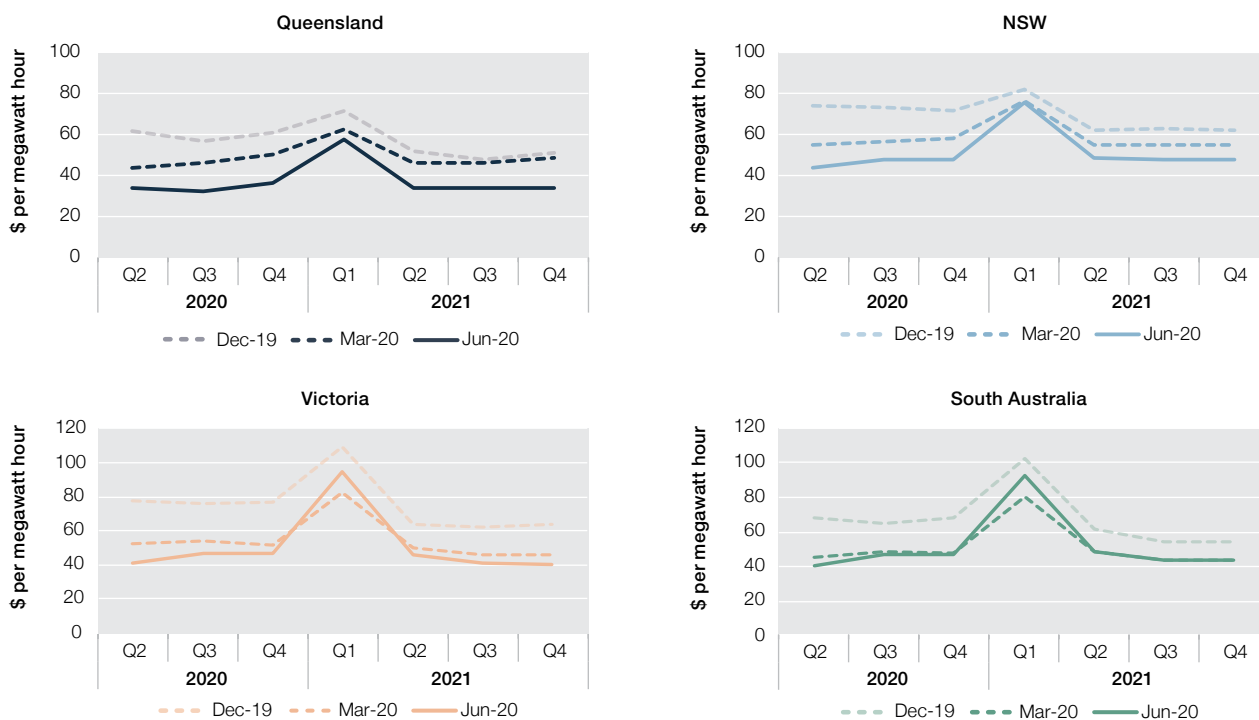 Queensland
$ per megawatt hour
100
80
60
40
20
0
Q2 Q3 Q4 Q1 Q2 Q3 Q4
2020 2021
Dec-19 Mar-20 Jun-20
NSW
$ per megawatt hour
100
80
60
40
20
0
Q2 Q3 Q4 Q1 Q2 Q3 Q4
2020 2021
Dec-19 Mar-20 Jun-20
Victoria
$ per megawatt hour
120
100
80
60
40
20
0
Q2 Q3 Q4 Q1 Q2 Q3 Q4
2020 2021
Dec-19 Mar-20 Jun-20
South Australia
$ per megawatt hour
120
100
80
60
40
20
0
Q2 Q3 Q4 Q1 Q2 Q3 Q4
2020 2021
Dec-19 Mar-20 Jun-20